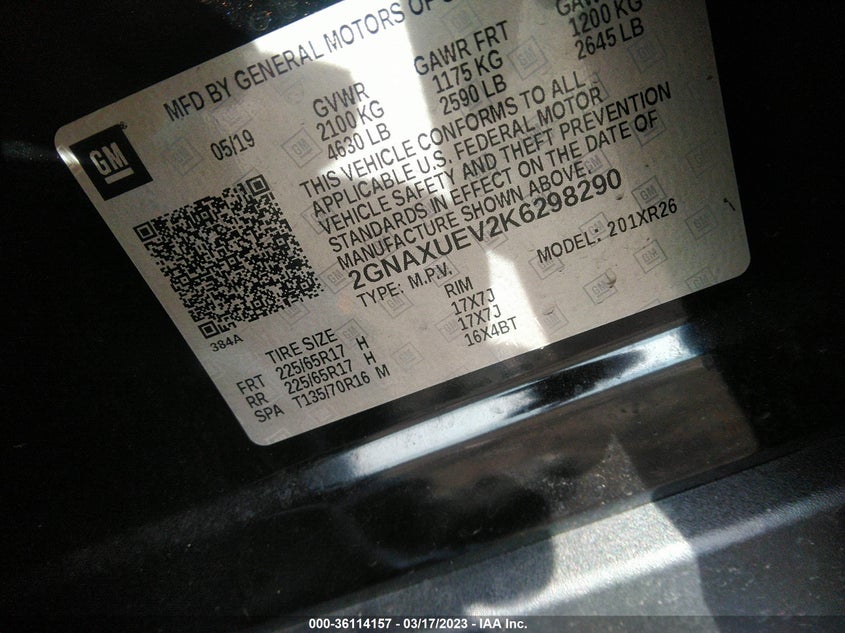 MFD BY GENERAL MOTORS OF
GM
05/19
GVWR
2100 KG
4630 LB
GAWR FRT
1175 KG
2590 LB
GAWR
1200 KG
2645 LB
THIS VEHICLE CONFORMS TO ALL
APPLICABLE U.S. FEDERAL MOTOR
VEHICLE SAFETY AND THEFT PREVENTION
STANDARDS IN EFFECT ON THE DATE OF
MANUFACTURE SHOWN ABOVE.
2GNAXUEV2K6298290
TYPE: M.P.V.
MODEL: 201XR26
384A
TIRE SIZE RIM
FRT 225/65R17 H 17X7J
RR 225/65R17 H 17X7J
SPA T135/70R16 M 16X4BT
000-36114157 - 03/17/2023 - IAA Inc.